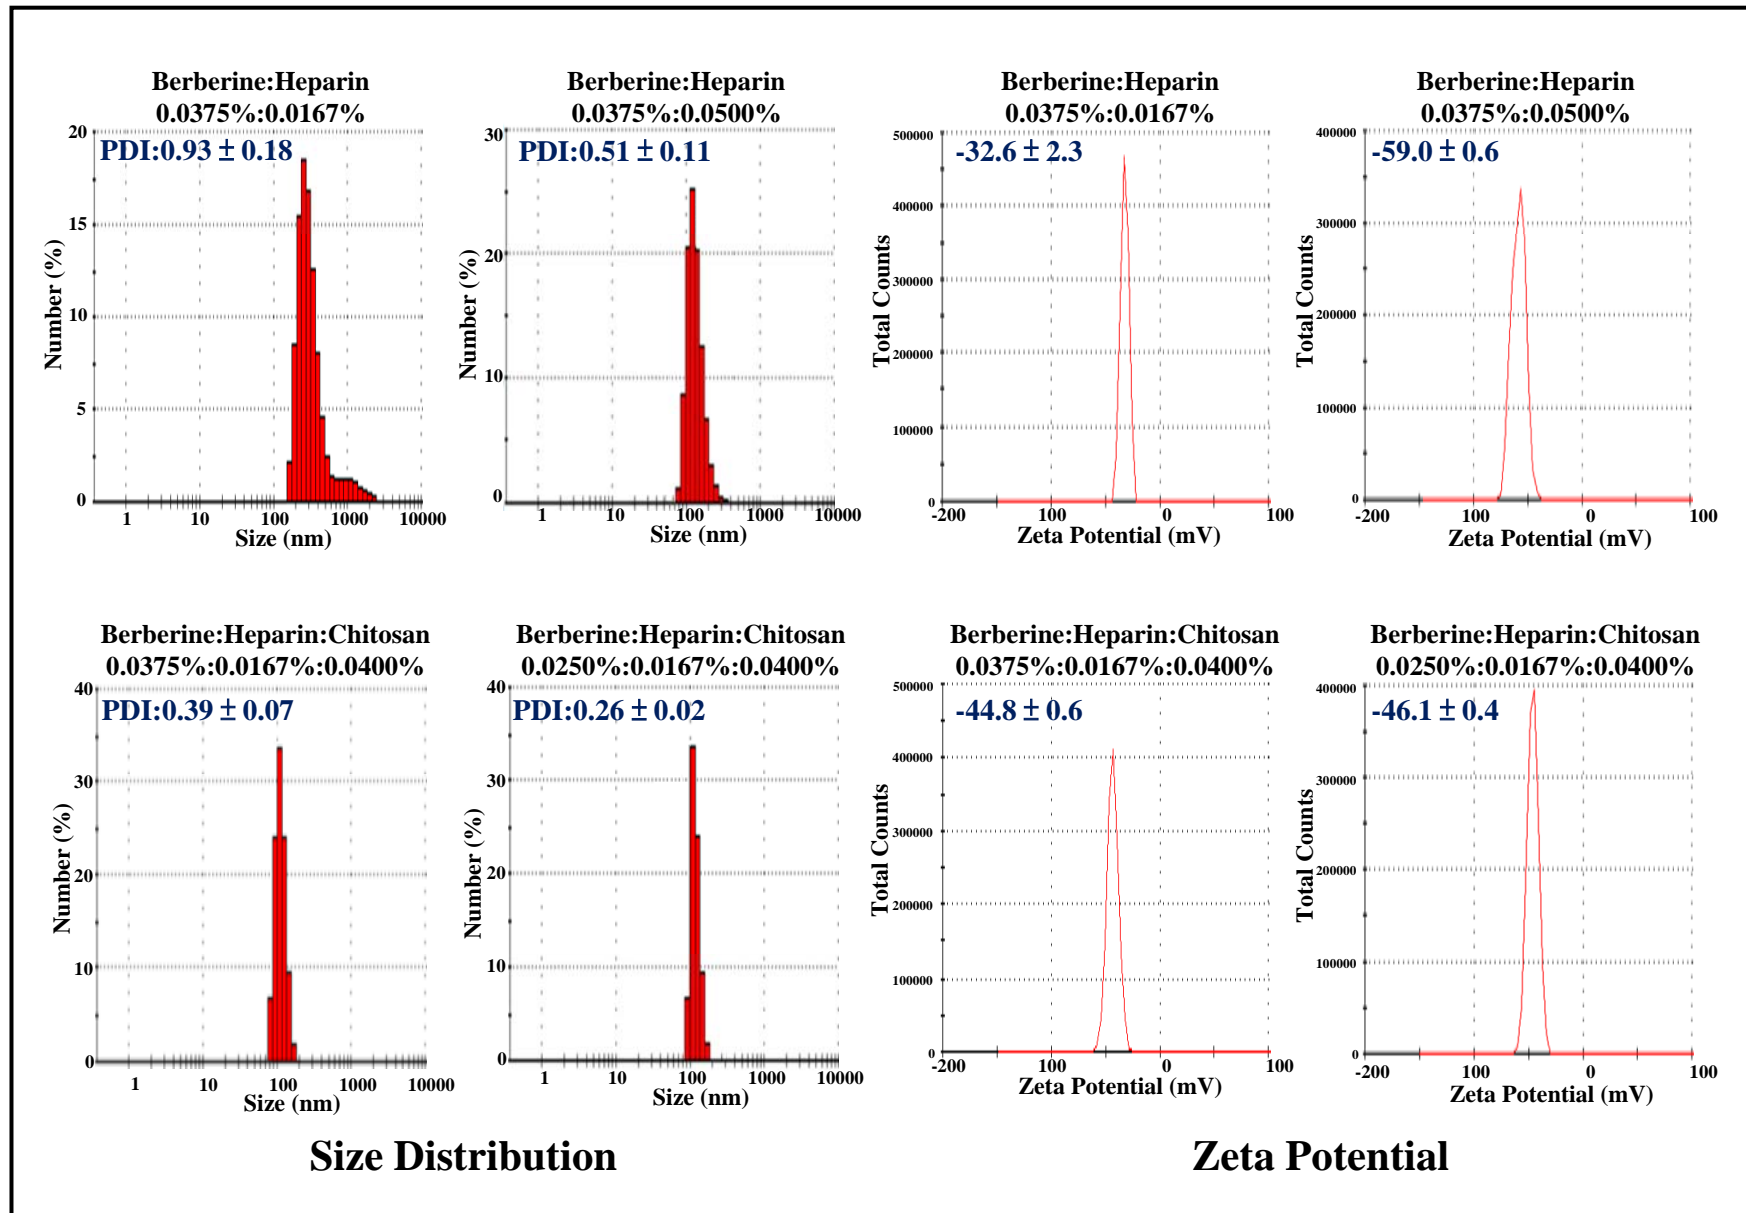 Berberine:Heparin
0.0375%:0.0167%
PDI:0.93 ± 0.18
20
15
10
5
0
Number (%)
1 10 100 1000 10000
Size (nm)
Berberine:Heparin
0.0375%:0.0500%
PDI:0.51 ± 0.11
30
20
10
0
Number (%)
1 10 100 1000 10000
Size (nm)
Berberine:Heparin
0.0375%:0.0167%
-32.6 ± 2.3
500000
400000
300000
200000
100000
0
Total Counts
-200 100 0 100
Zeta Potential (mV)
Berberine:Heparin
0.0375%:0.0500%
-59.0 ± 0.6
400000
300000
200000
100000
0
Total Counts
-200 100 0 100
Zeta Potential (mV)
Berberine:Heparin:Chitosan
0.0375%:0.0167%:0.0400%
PDI:0.39 ± 0.07
40
30
20
10
0
Number (%)
1 10 100 1000 10000
Size (nm)
Berberine:Heparin:Chitosan
0.0250%:0.0167%:0.0400%
PDI:0.26 ± 0.02
40
30
20
10
0
Number (%)
1 10 100 1000 10000
Size (nm)
Berberine:Heparin:Chitosan
0.0375%:0.0167%:0.0400%
-44.8 ± 0.6
500000
400000
300000
200000
100000
0
Total Counts
-200 100 0 100
Zeta Potential (mV)
Berberine:Heparin:Chitosan
0.0250%:0.0167%:0.0400%
-46.1 ± 0.4
400000
300000
200000
100000
0
Total Counts
-200 100 0 100
Zeta Potential (mV)
Size Distribution
Zeta Potential